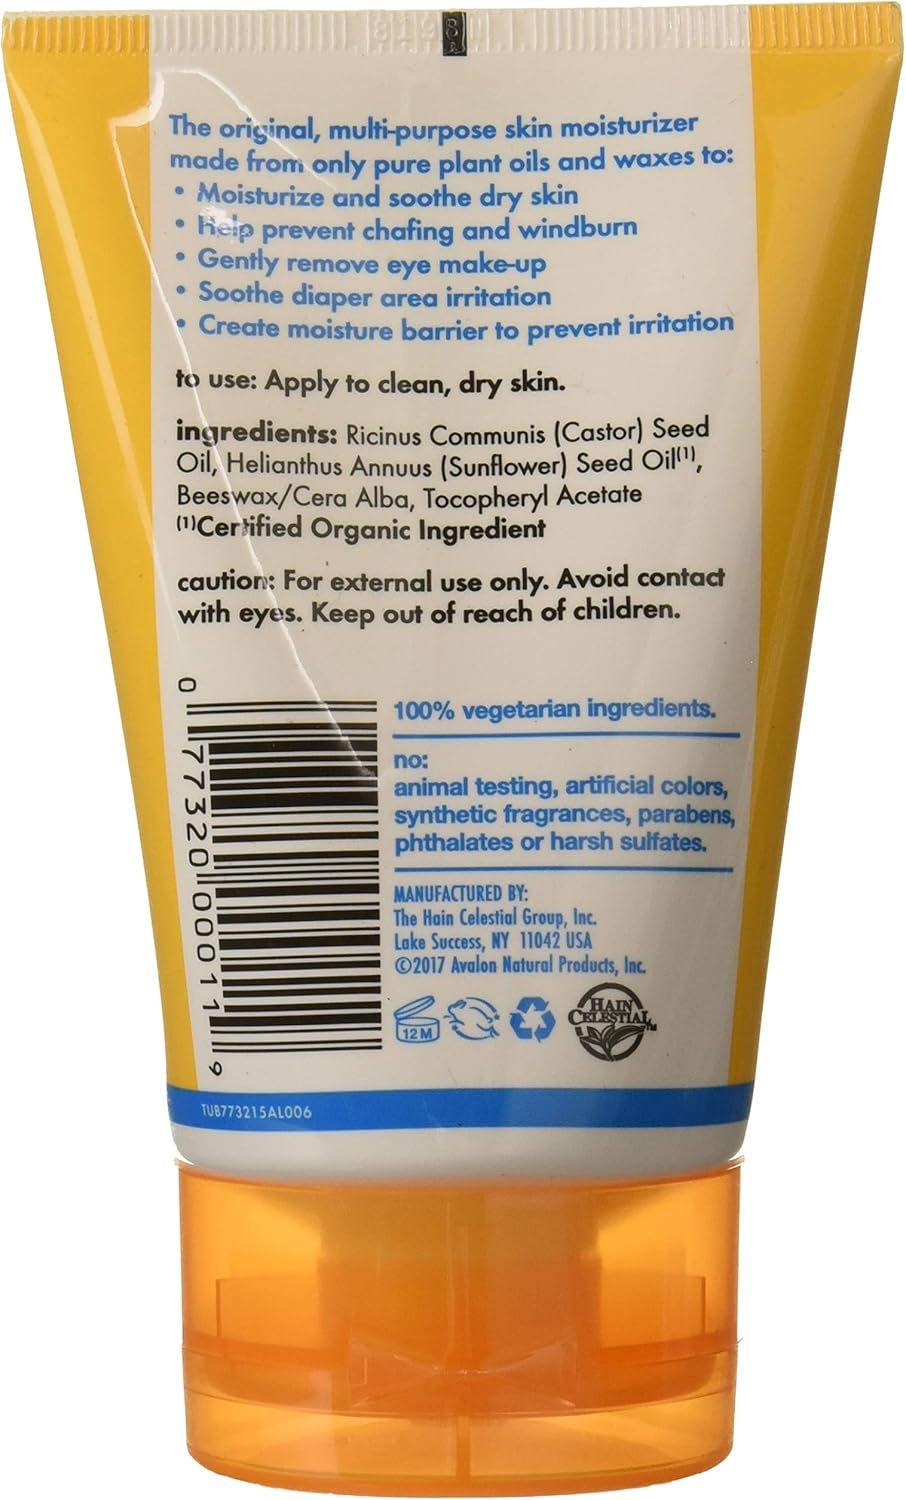 The original, multi-purpose skin moisturizer
made from only pure plant oils and waxes to:
• Moisturize and soothe dry skin
• Help prevent chafing and windburn
• Gently remove eye make-up
• Soothe diaper area irritation
• Create moisture barrier to prevent irritation
to use: Apply to clean, dry skin.
ingredients: Ricinus Communis (Castor) Seed
Oil, Helianthus Annuus (Sunflower) Seed Oil⁽¹⁾,
Beeswax/Cera Alba, Tocopheryl Acetate
⁽¹⁾Certified Organic Ingredient
caution: For external use only. Avoid contact
with eyes. Keep out of reach of children.
0 77320 00011 9
100% vegetarian ingredients.
no:
animal testing, artificial colors,
synthetic fragrances, parabens,
phthalates or harsh sulfates.
MANUFACTURED BY:
The Hain Celestial Group, Inc.
Lake Success, NY 11042 USA
©2017 Avalon Natural Products, Inc.
12M
HAIN
CELESTIAL™
TUB773215AL006